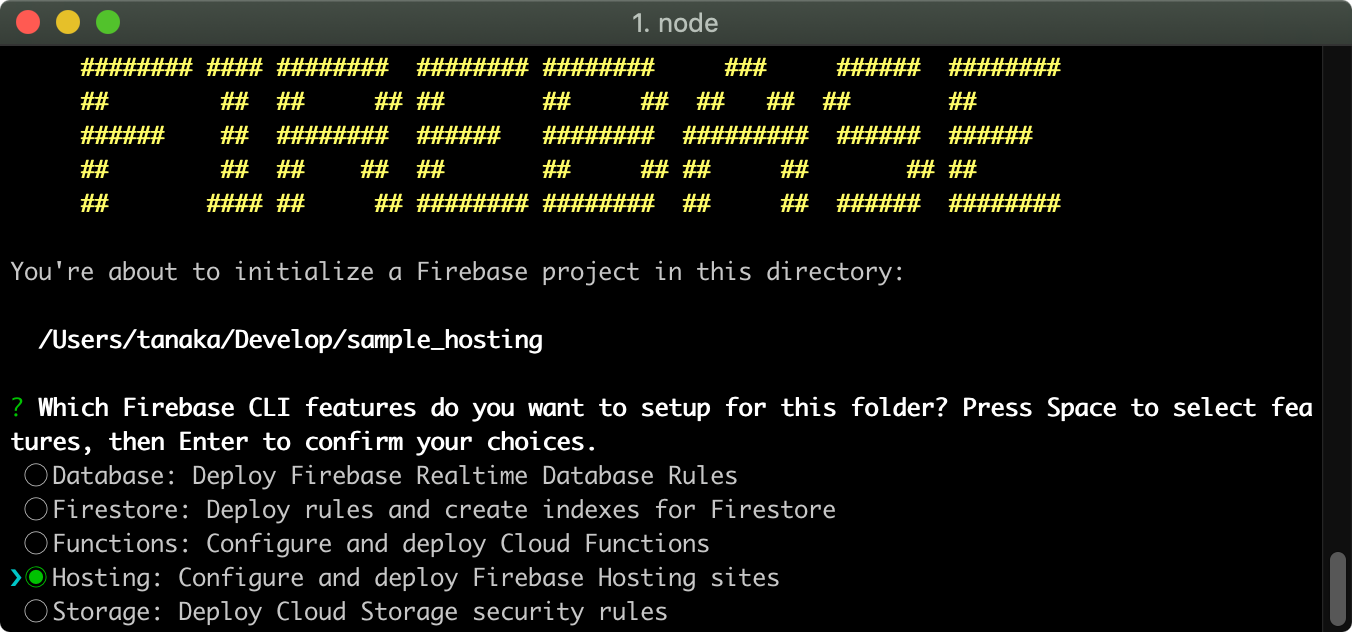 1. node
######## #### ########  ######## ########     ###     ######  ########
##        ##  ##     ## ##       ##     ##  ##   ##  ##       ##
######    ##  ########  ######   ########  #########  ######  ######
##        ##  ##    ##  ##       ##     ## ##     ##       ## ##
##       #### ##     ## ######## ########  ##     ##  ######  ########
You're about to initialize a Firebase project in this directory:
/Users/tanaka/Develop/sample_hosting
? Which Firebase CLI features do you want to setup for this folder? Press Space to select fea
tures, then Enter to confirm your choices.
◯Database: Deploy Firebase Realtime Database Rules
◯Firestore: Deploy rules and create indexes for Firestore
◯Functions: Configure and deploy Cloud Functions
❯◉Hosting: Configure and deploy Firebase Hosting sites
◯Storage: Deploy Cloud Storage security rules